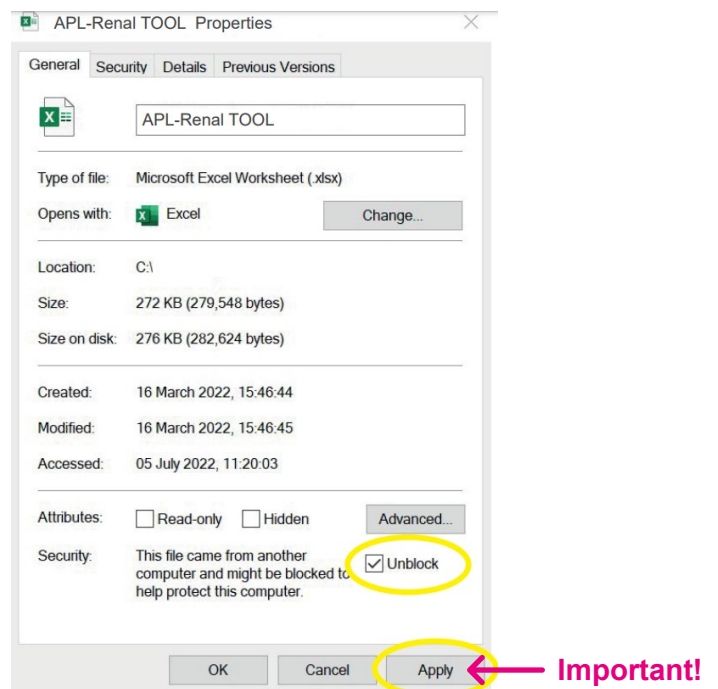 APL-Renal TOOL Properties
General Security Details Previous Versions
APL-Renal TOOL
Type of file: Microsoft Excel Worksheet (.xlsx)
Opens with: Excel Change...
Location: C:\
Size: 272 KB (279,548 bytes)
Size on disk: 276 KB (282,624 bytes)
Created: 16 March 2022, 15:46:44
Modified: 16 March 2022, 15:46:45
Accessed: 05 July 2022, 11:20:03
Attributes: Read-only Hidden Advanced...
Security: This file came from another
computer and might be blocked to
help protect this computer.
Unblock
OK Cancel Apply Important!